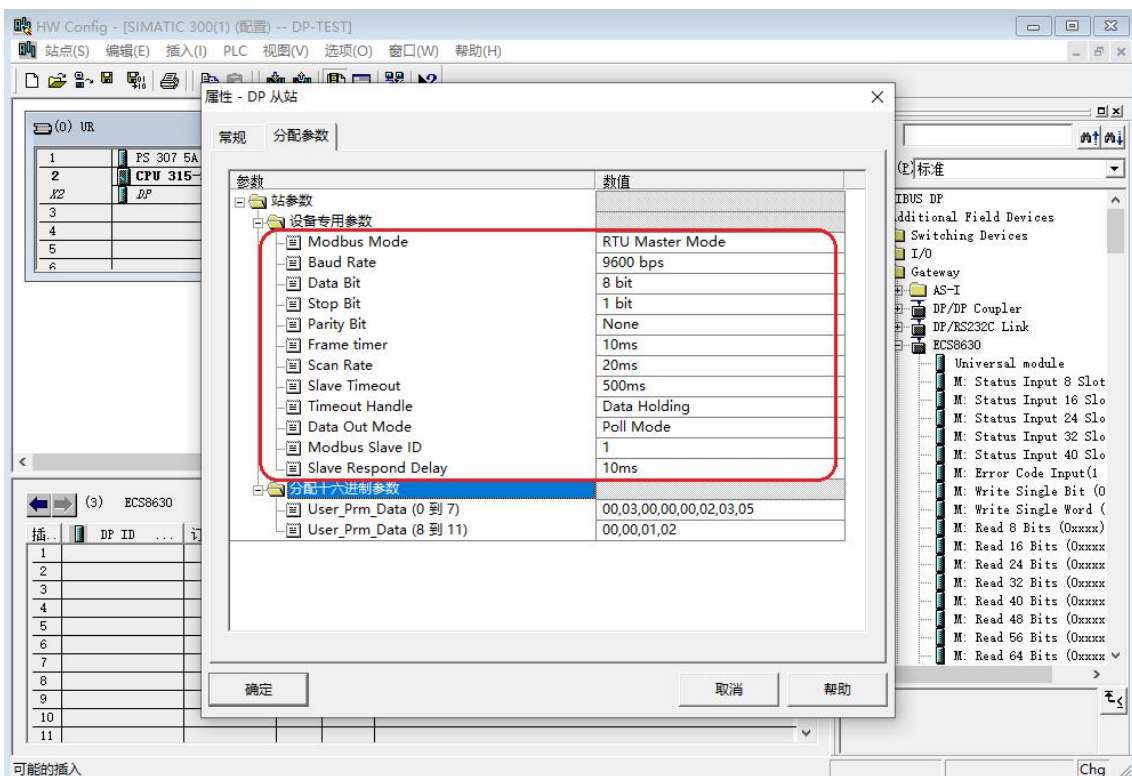 HW Config - [SIMATIC 300(1) (配置) -- DP-TEST]
站点(S) 编辑(E) 插入(I) PLC 视图(V) 选项(O) 窗口(W) 帮助(H)
属性 - DP 从站
常规 分配参数
(0) UR
1 PS 307 5A
2 CPU 315-
X2 DP
3
4
5
6
参数 数值
站参数
设备专用参数
Modbus Mode RTU Master Mode
Baud Rate 9600 bps
Data Bit 8 bit
Stop Bit 1 bit
Parity Bit None
Frame timer 10ms
Scan Rate 20ms
Slave Timeout 500ms
Timeout Handle Data Holding
Data Out Mode Poll Mode
Modbus Slave ID 1
Slave Respond Delay 10ms
分配十六进制参数
User_Prm_Data (0 到 7) 00,03,00,00,00,02,03,05
User_Prm_Data (8 到 11) 00,00,01,02
确定 取消 帮助
(P) 标准
IBUS DP
dditional Field Devices
Switching Devices
I/O
Gateway
AS-I
DP/DP Coupler
DP/RS232C Link
ECS8630
Universal module
M: Status Input 8 Slot
M: Status Input 16 Slo
M: Status Input 24 Slo
M: Status Input 32 Slo
M: Status Input 40 Slo
M: Error Code Input(1
M: Write Single Bit (0
M: Write Single Word (
M: Read 8 Bits (0xxxx)
M: Read 16 Bits (0xxxx
M: Read 24 Bits (0xxxx
M: Read 32 Bits (0xxxx
M: Read 40 Bits (0xxxx
M: Read 48 Bits (0xxxx
M: Read 56 Bits (0xxxx
M: Read 64 Bits (0xxxx
(3) ECS8630
插.. DP ID ...
1
2
3
4
5
6
7
8
9
10
11
可能的插入 Chg